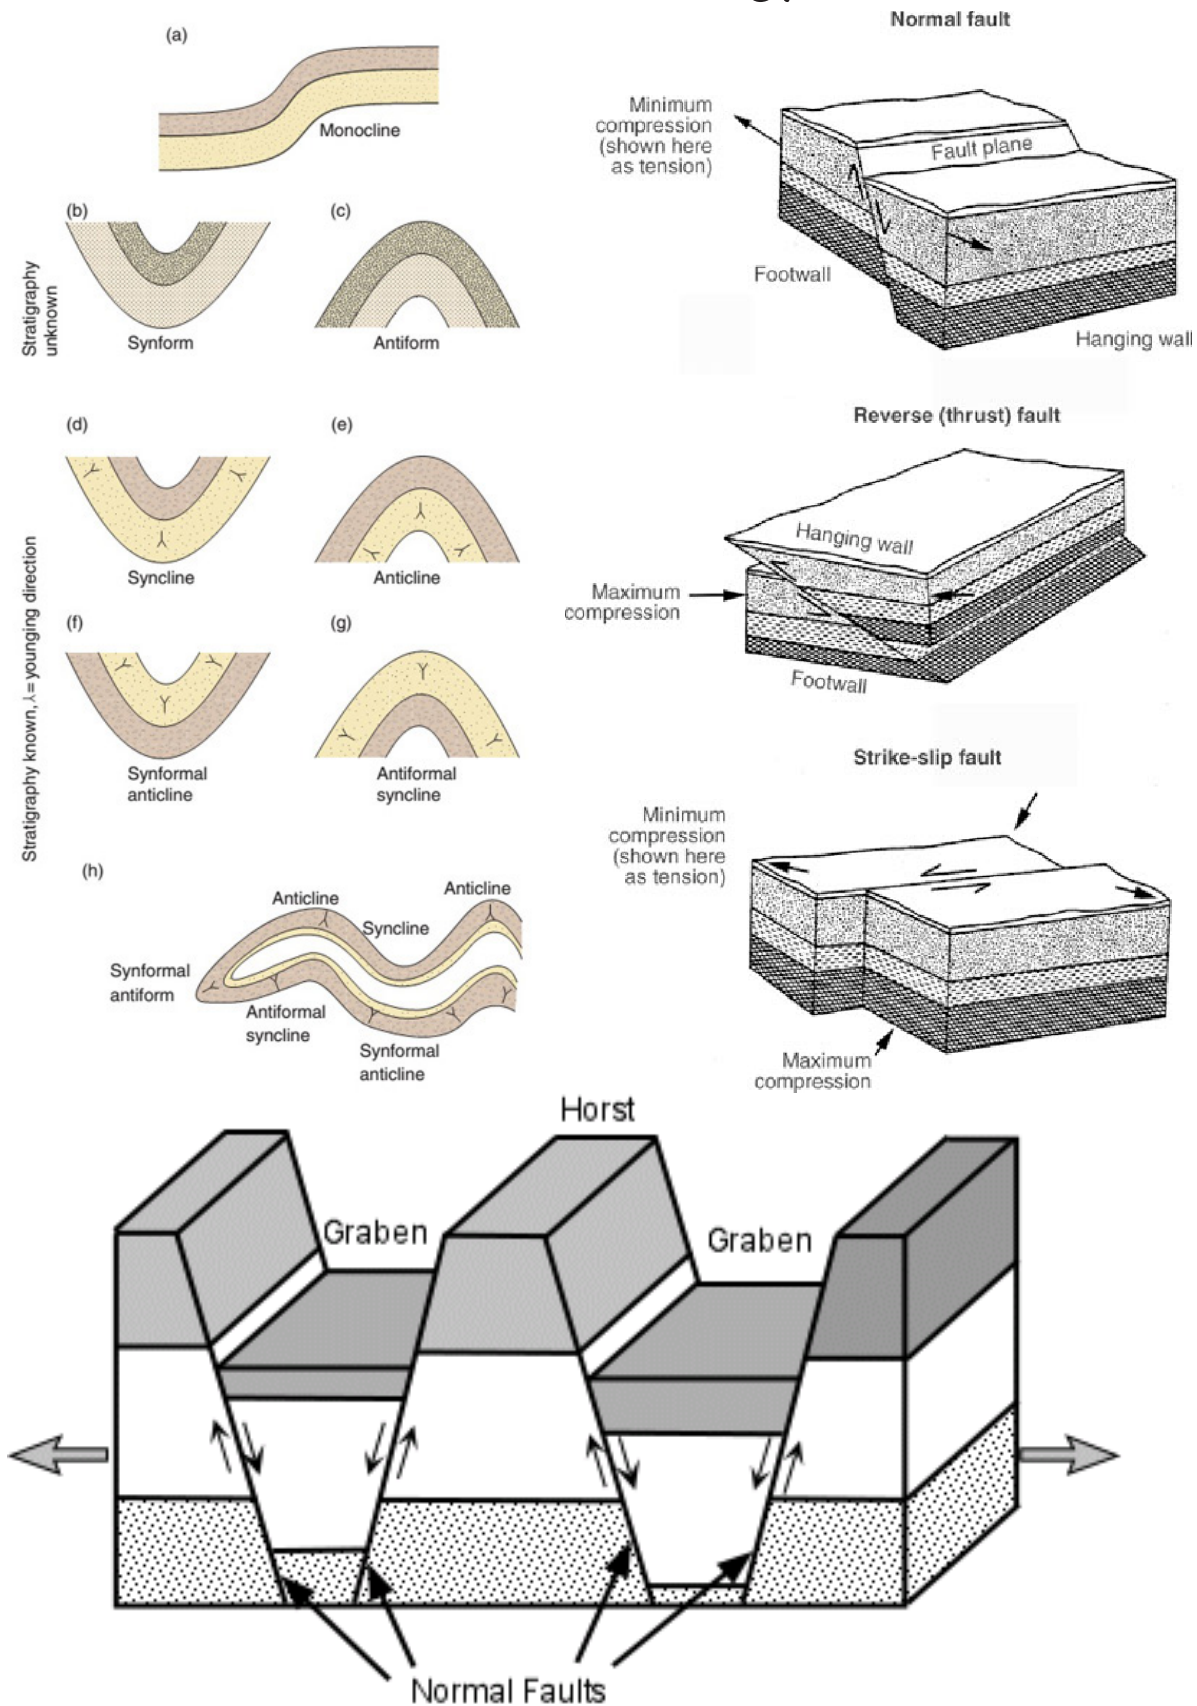 (a)
Monocline
(b)
(c)
Stratigraphy
unknown
Synform
Antiform
(d)
(e)
Syncline
Anticline
(f)
(g)
Stratigraphy known, ⅄ = younging direction
Synformal
anticline
Antiformal
syncline
(h)
Anticline
Anticline
Syncline
Synformal
antiform
Antiformal
syncline
Synformal
anticline
Normal fault
Minimum
compression
(shown here
as tension)
Fault plane
Footwall
Hanging wall
Reverse (thrust) fault
Hanging wall
Maximum
compression
Footwall
Strike-slip fault
Minimum
compression
(shown here
as tension)
Maximum
compression
Horst
Graben
Graben
Normal Faults